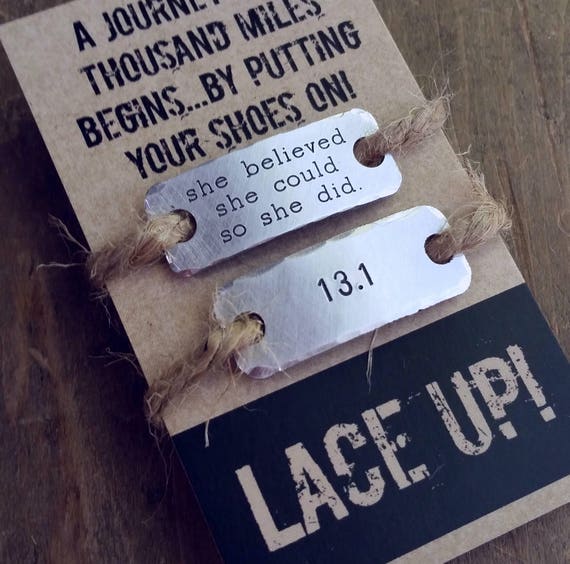 A JOURNEY
THOUSAND MILES
BEGINS...BY PUTTING
YOUR SHOES ON!
she believed
she could
so she did.
13.1
LACE UP!